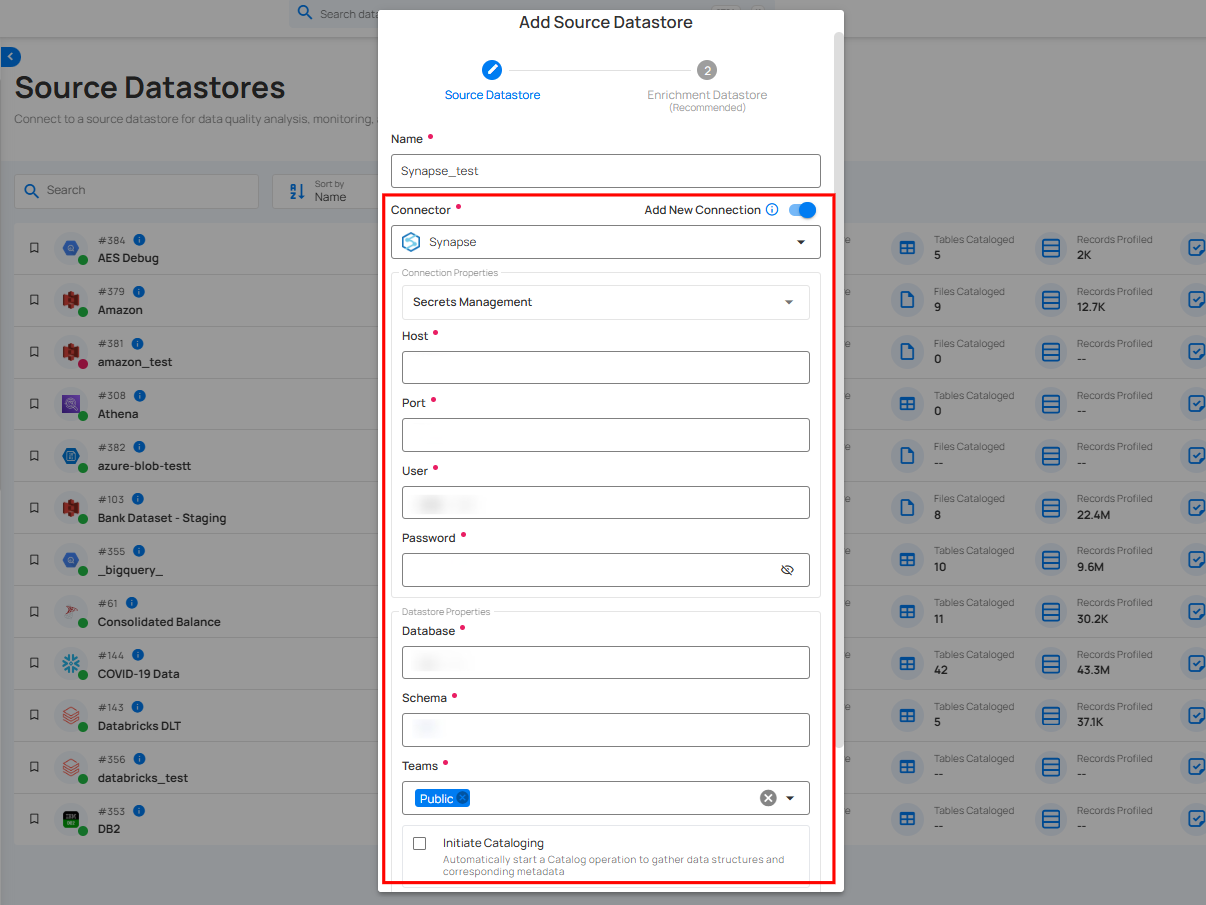 Search data
Add Source Datastore
2
Source Datastore
Enrichment Datastore
(Recommended)
Source Datastores
Connect to a source datastore for data quality analysis, monitoring,
Name
Synapse_test
Search
Sort by
Name
Connector
Add New Connection
Synapse
Connection Properties
Secrets Management
Host
Port
User
Password
Datastore Properties
Database
Schema
Teams
Public
Initiate Cataloging
Automatically start a Catalog operation to gather data structures and
corresponding metadata
#384
AES Debug
Tables Cataloged
5
Records Profiled
2K
#379
Amazon
Files Cataloged
9
Records Profiled
12.7K
#381
amazon_test
Files Cataloged
0
Records Profiled
--
#308
Athena
Tables Cataloged
0
Records Profiled
--
#382
azure-blob-testt
Files Cataloged
--
Records Profiled
--
#103
Bank Dataset - Staging
Files Cataloged
8
Records Profiled
22.4M
#355
_bigquery_
Tables Cataloged
10
Records Profiled
9.6M
#61
Consolidated Balance
Tables Cataloged
11
Records Profiled
30.2K
#144
COVID-19 Data
Tables Cataloged
42
Records Profiled
43.3M
#143
Databricks DLT
Tables Cataloged
5
Records Profiled
37.1K
#356
databricks_test
Tables Cataloged
--
Records Profiled
--
#353
DB2
Tables Cataloged
--
Records Profiled
--